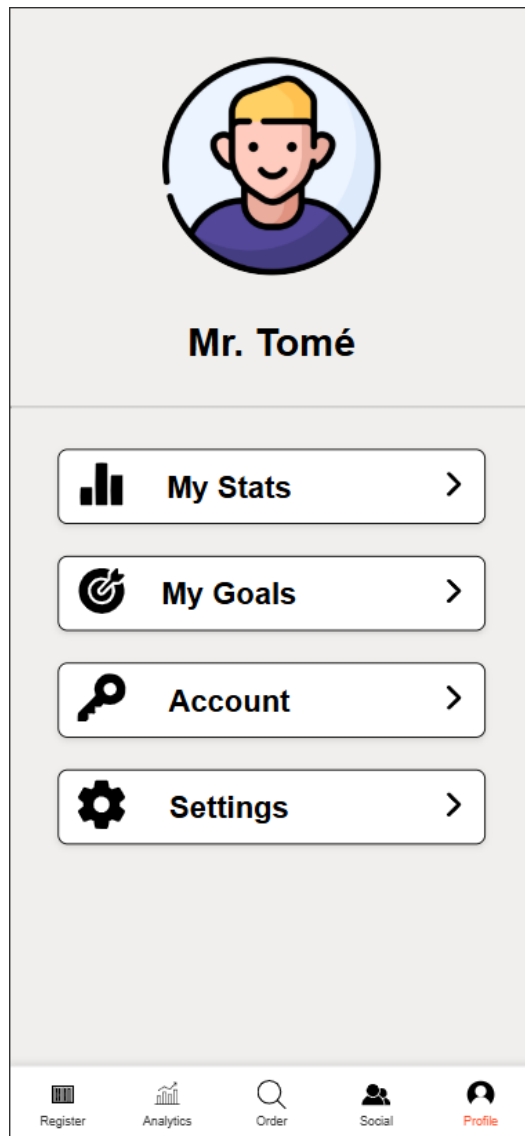 Mr. Tomé
My Stats
My Goals
Account
Settings
Register Analytics Order Social Profile